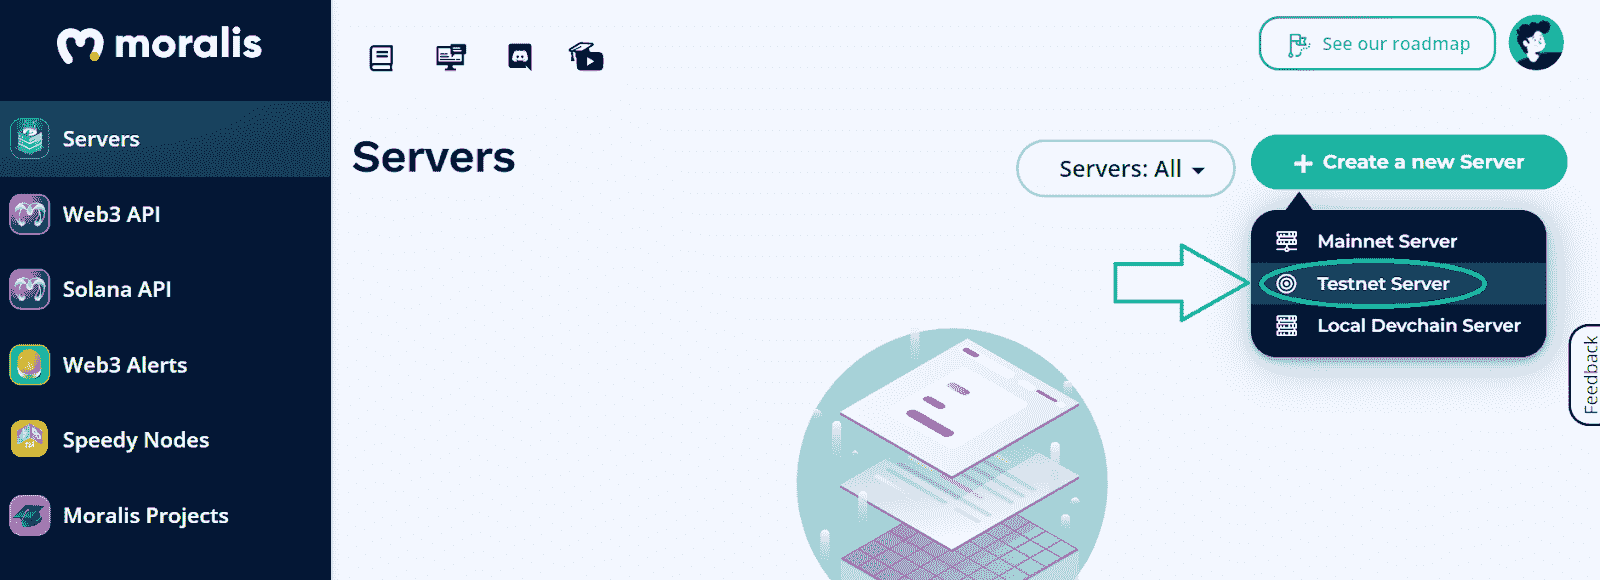 moralis
Servers
Web3 API
Solana API
Web3 Alerts
Speedy Nodes
Moralis Projects
See our roadmap
Servers
Servers: All
+ Create a new Server
Mainnet Server
Testnet Server
Local Devchain Server
Feedback